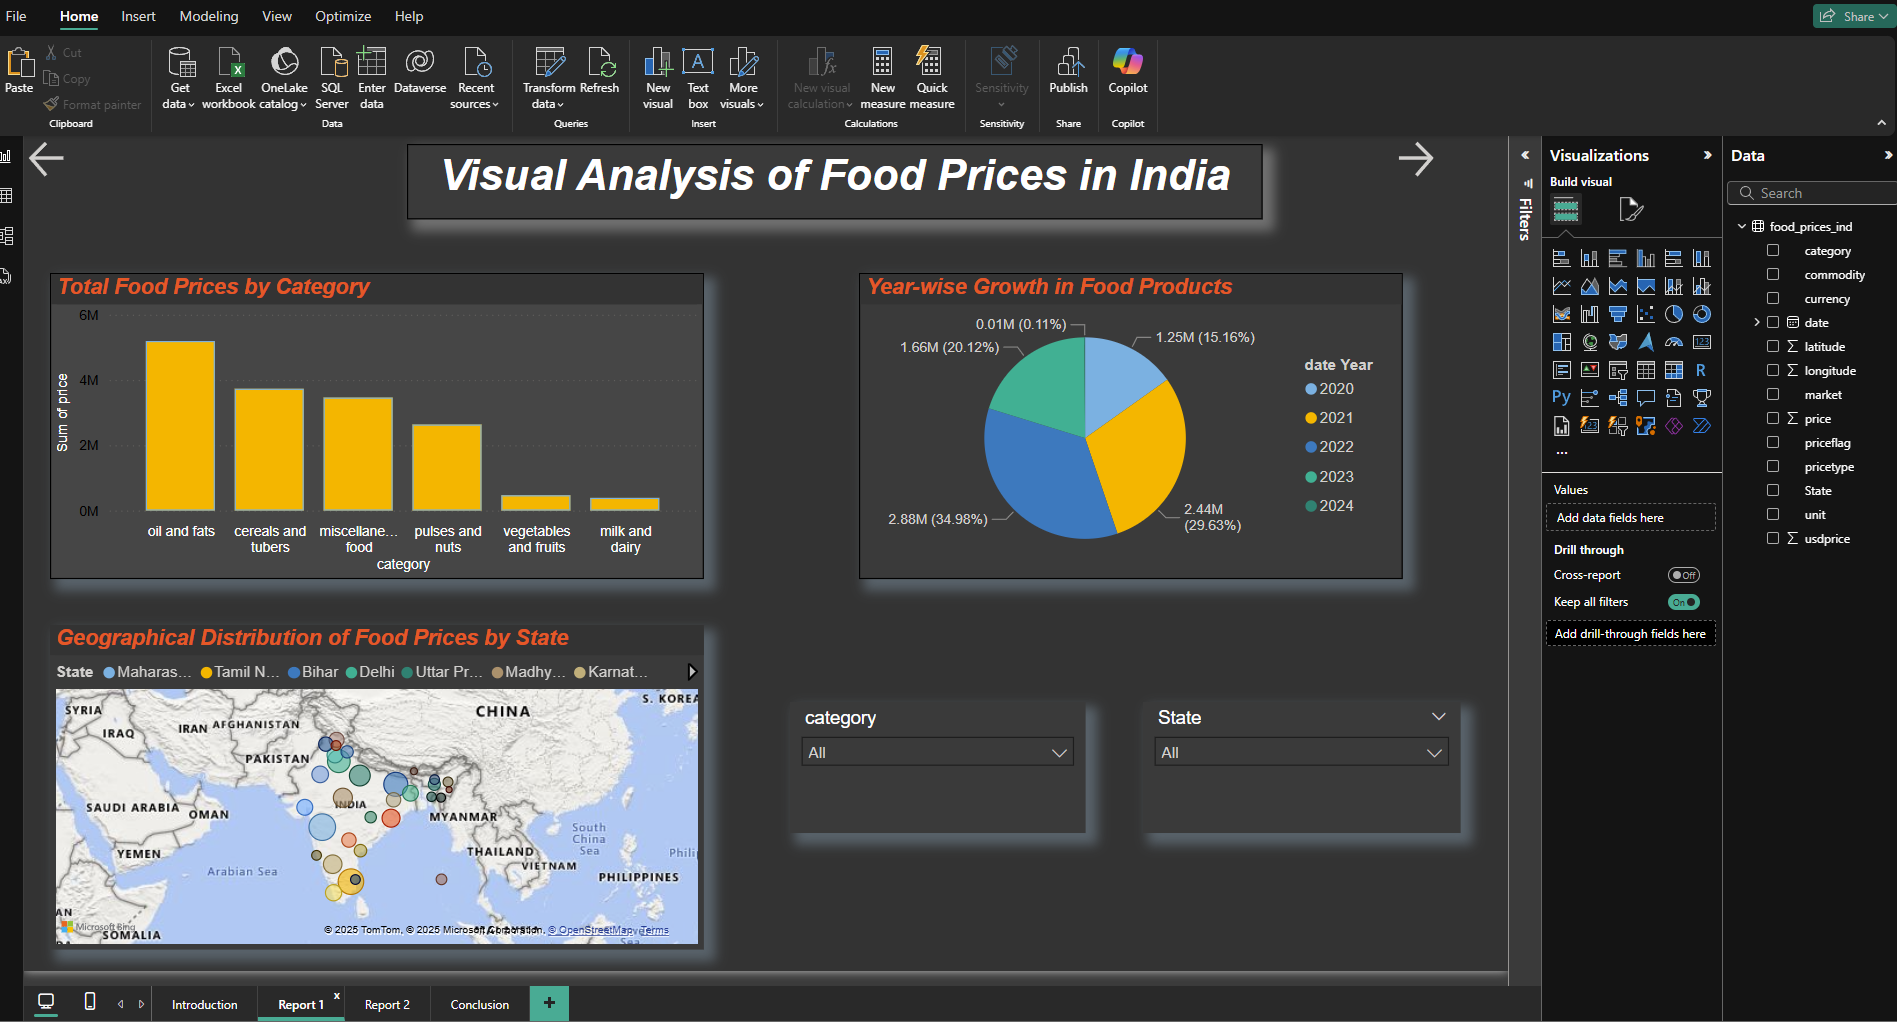 File Home Insert Modeling View Optimize Help Share
Paste
Cut
Copy
Format painter
Clipboard
Get data
Excel workbook
OneLake catalog
SQL Server
Enter data
Dataverse
Recent sources
Data
Transform data
Refresh
Queries
New visual
Text box
More visuals
Insert
New visual calculation
New measure
Quick measure
Calculations
Sensitivity
Sensitivity
Publish
Share
Copilot
Copilot
Visual Analysis of Food Prices in India
Total Food Prices by Category
Sum of price
6M
4M
2M
0M
oil and fats
cereals and tubers
miscellane... food
pulses and nuts
vegetables and fruits
milk and dairy
category
Year-wise Growth in Food Products
0.01M (0.11%)
1.66M (20.12%)
1.25M (15.16%)
2.88M (34.98%)
2.44M
(29.63%)
date Year
2020
2021
2022
2023
2024
Geographical Distribution of Food Prices by State
State Maharas... Tamil N... Bihar Delhi Uttar Pr... Madhy... Karnat...
S. KOREA
SYRIA
CHINA
IRAN
AFGHANISTAN
IRAQ
PAKISTAN
SAUDI ARABIA
OMAN
INDIA
MYANMAR
South
China
Sea
YEMEN
THAILAND
VIETNAM
Phili
Arabian Sea
PHILIPPINES
AN
Microsoft Bing
SOMALIA
© 2025 TomTom, © 2025 Microsoft Corporation, © OpenStreetMap Terms
Sea
category
All
State
All
Filters
Visualizations
Build visual
123
R
Py
123
...
Values
Add data fields here
Drill through
Cross-report Off
Keep all filters On
Add drill-through fields here
Data
Search
food_prices_ind
category
commodity
currency
date
latitude
longitude
market
price
priceflag
pricetype
State
unit
usdprice
Introduction Report 1 x Report 2 Conclusion +